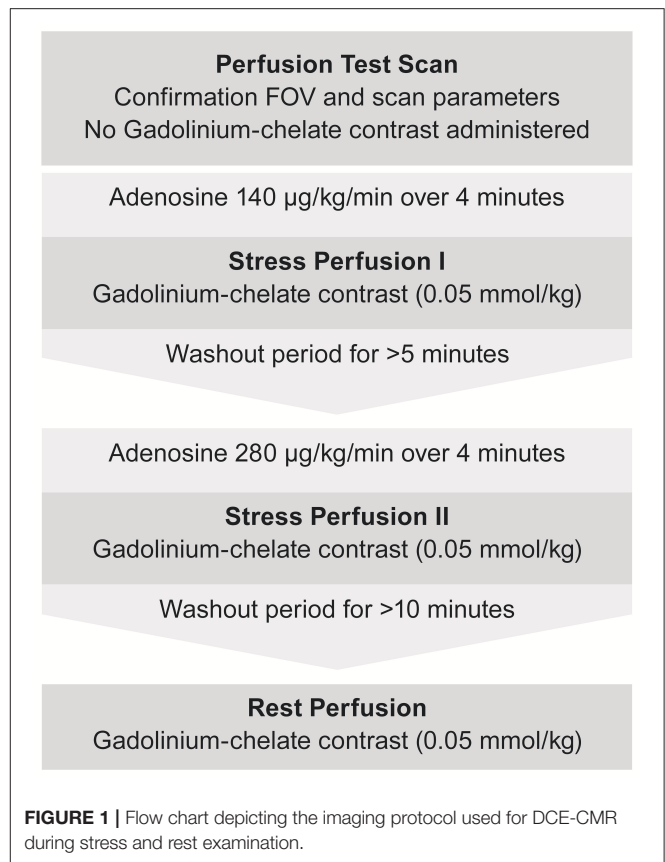 Perfusion Test Scan
Confirmation FOV and scan parameters
No Gadolinium-chelate contrast administered
Adenosine 140 µg/kg/min over 4 minutes
Stress Perfusion I
Gadolinium-chelate contrast (0.05 mmol/kg)
Washout period for >5 minutes
Adenosine 280 µg/kg/min over 4 minutes
Stress Perfusion II
Gadolinium-chelate contrast (0.05 mmol/kg)
Washout period for >10 minutes
Rest Perfusion
Gadolinium-chelate contrast (0.05 mmol/kg)
FIGURE 1 | Flow chart depicting the imaging protocol used for DCE-CMR
during stress and rest examination.